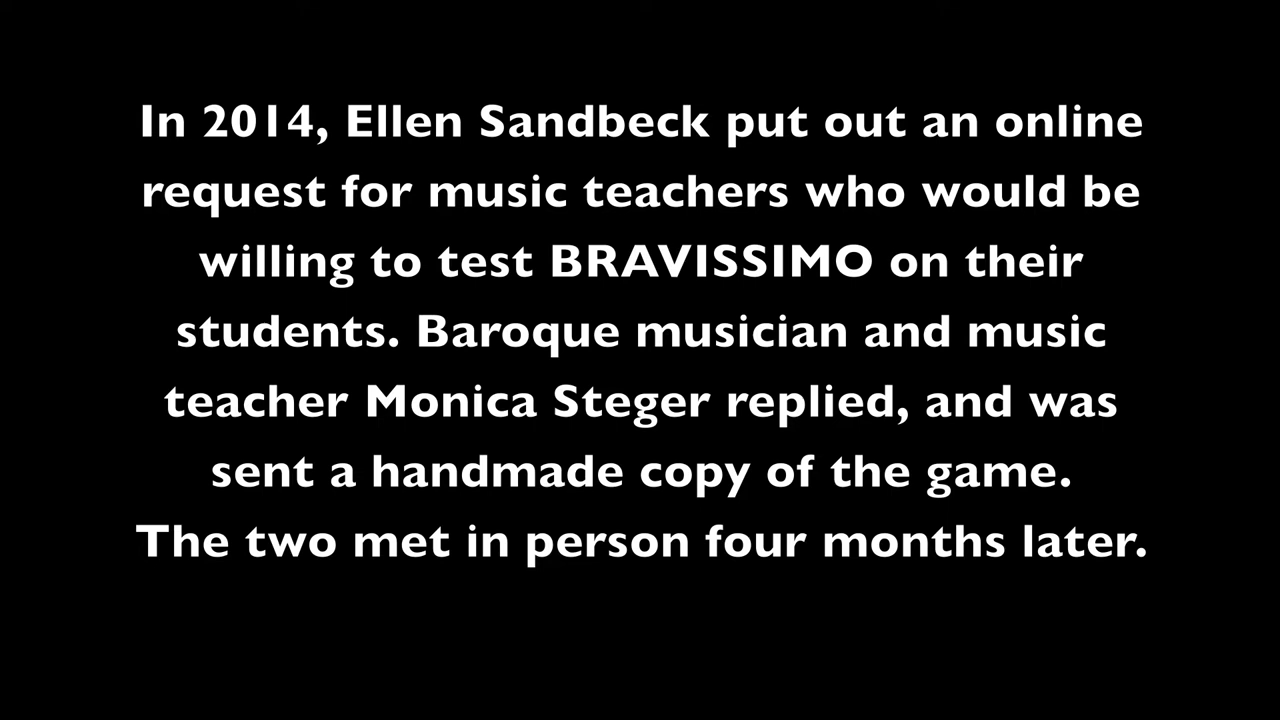 In 2014, Ellen Sandbeck put out an online
request for music teachers who would be
willing to test BRAVISSIMO on their
students. Baroque musician and music
teacher Monica Steger replied, and was
sent a handmade copy of the game.
The two met in person four months later.